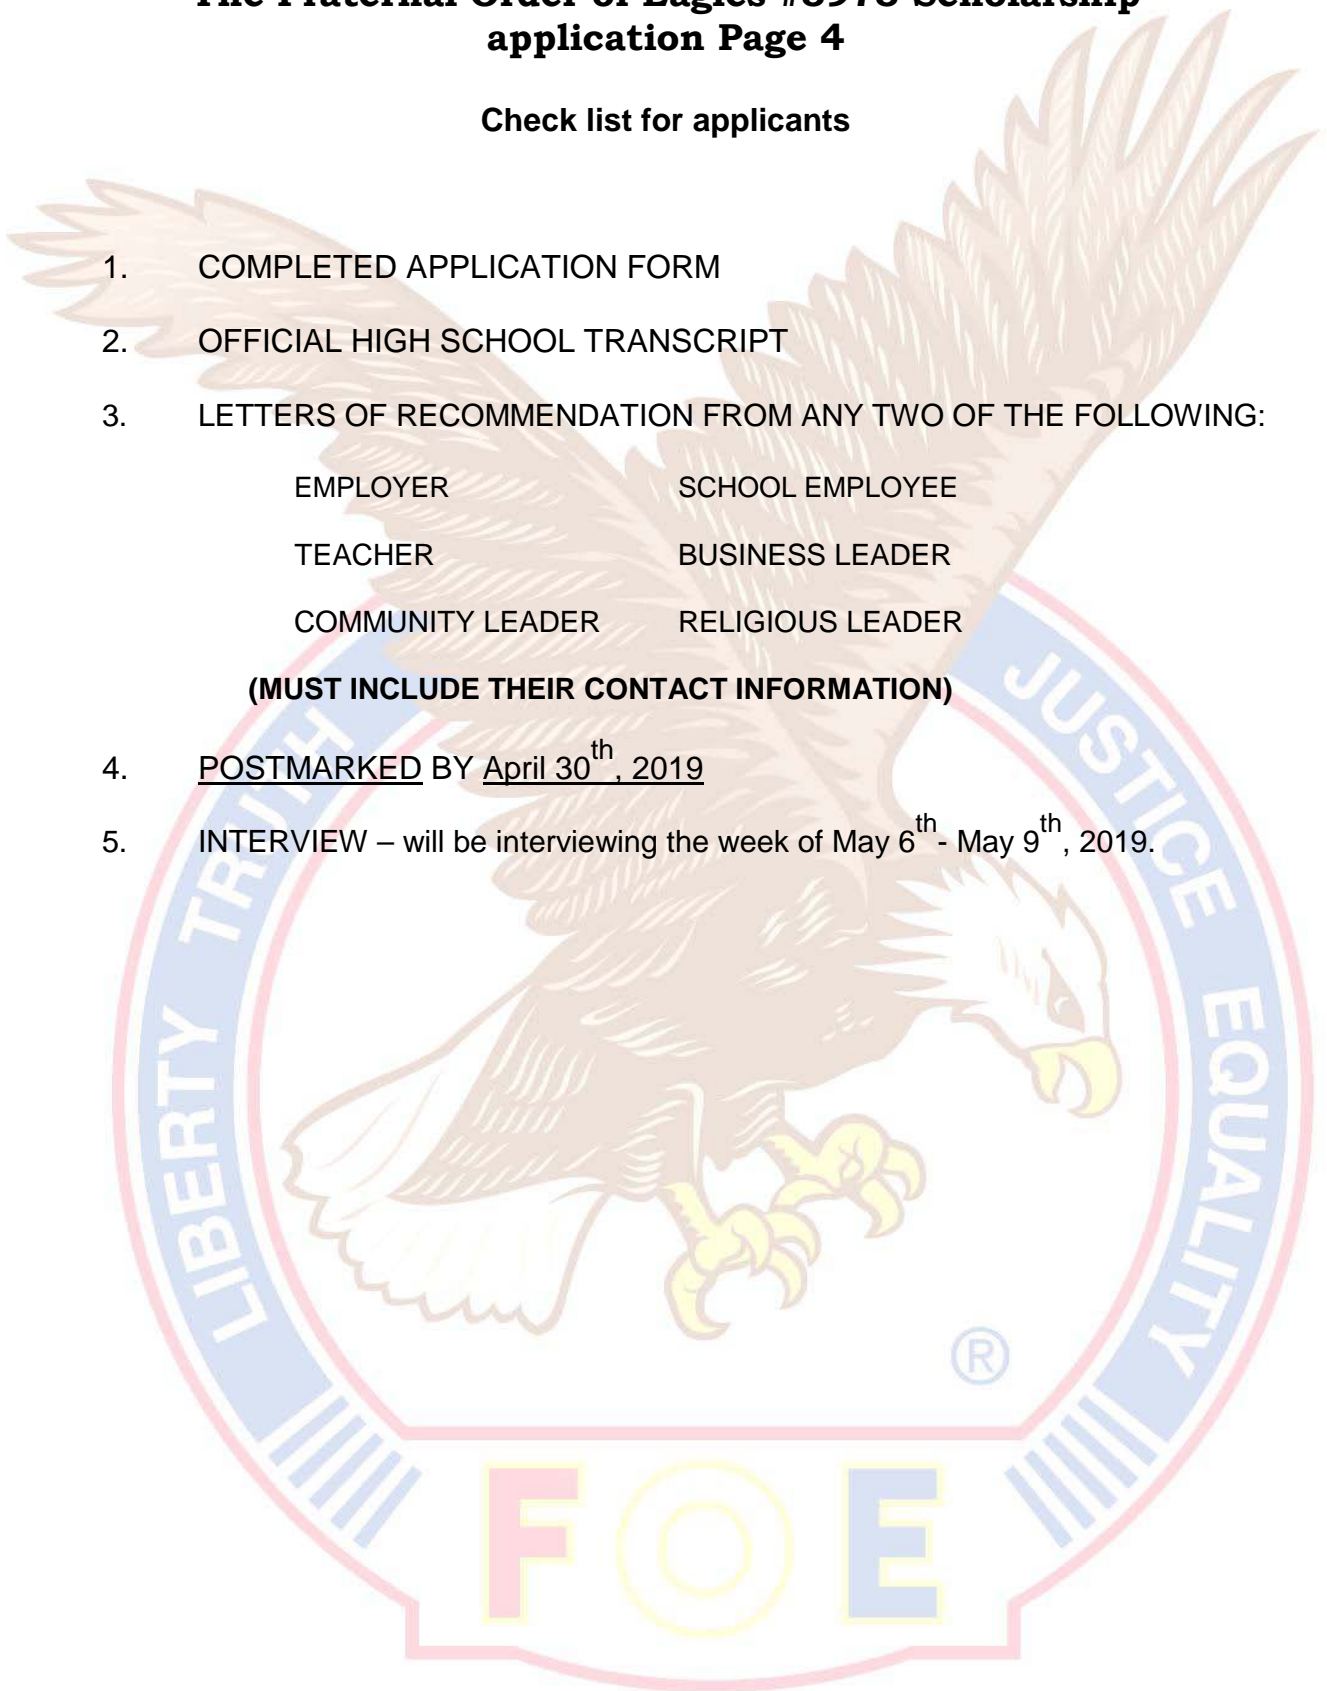 The Fraternal Order of Eagles Scholarship
application Page 4
Check list for applicants
1. COMPLETED APPLICATION FORM
2. OFFICIAL HIGH SCHOOL TRANSCRIPT
3. LETTERS OF RECOMMENDATION FROM ANY TWO OF THE FOLLOWING:
EMPLOYER SCHOOL EMPLOYEE
TEACHER BUSINESS LEADER
COMMUNITY LEADER RELIGIOUS LEADER
(MUST INCLUDE THEIR CONTACT INFORMATION)
4. POSTMARKED BY April 30th, 2019
5. INTERVIEW – will be interviewing the week of May 6th- May 9th, 2019.
LIBERTY TRUTH
JUSTICE EQUALITY
®
FOE